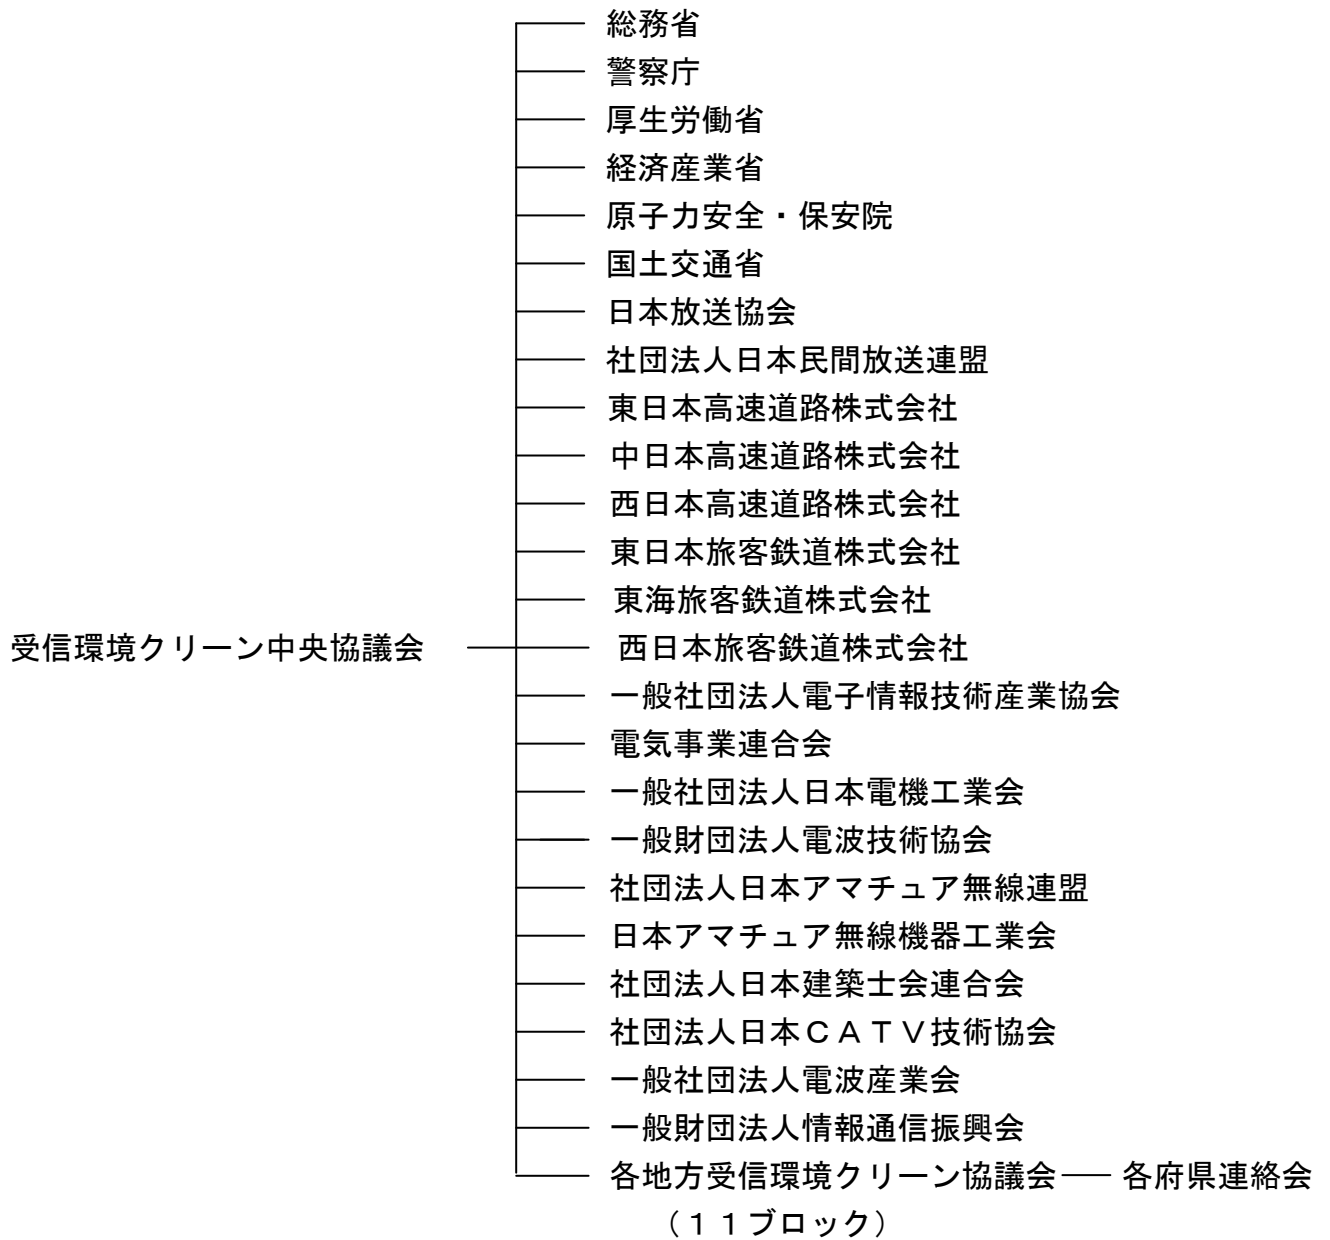 総務省
警察庁
厚生労働省
経済産業省
原子力安全・保安院
国土交通省
日本放送協会
社団法人日本民間放送連盟
東日本高速道路株式会社
中日本高速道路株式会社
西日本高速道路株式会社
東日本旅客鉄道株式会社
東海旅客鉄道株式会社
受信環境クリーン中央協議会 西日本旅客鉄道株式会社
一般社団法人電子情報技術産業協会
電気事業連合会
一般社団法人日本電機工業会
一般財団法人電波技術協会
社団法人日本アマチュア無線連盟
日本アマチュア無線機器工業会
社団法人日本建築士会連合会
社団法人日本ＣＡＴＶ技術協会
一般社団法人電波産業会
一般財団法人情報通信振興会
各地方受信環境クリーン協議会 各府県連絡会
（１１ブロック）